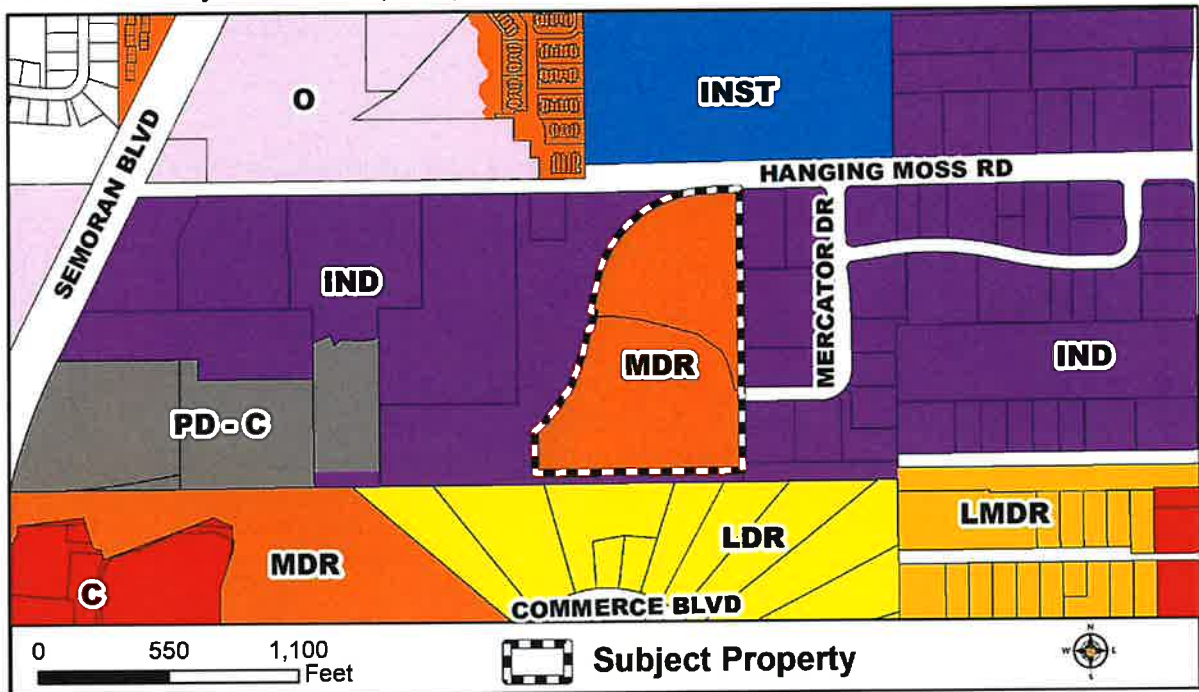 O
INST
SEMORAN BLVD
HANGING MOSS RD
MERCATOR DR
IND
MDR
IND
PD - C
LMDR
LDR
MDR
C
COMMERCE BLVD
0 550 1,100
Feet
Subject Property
N
W